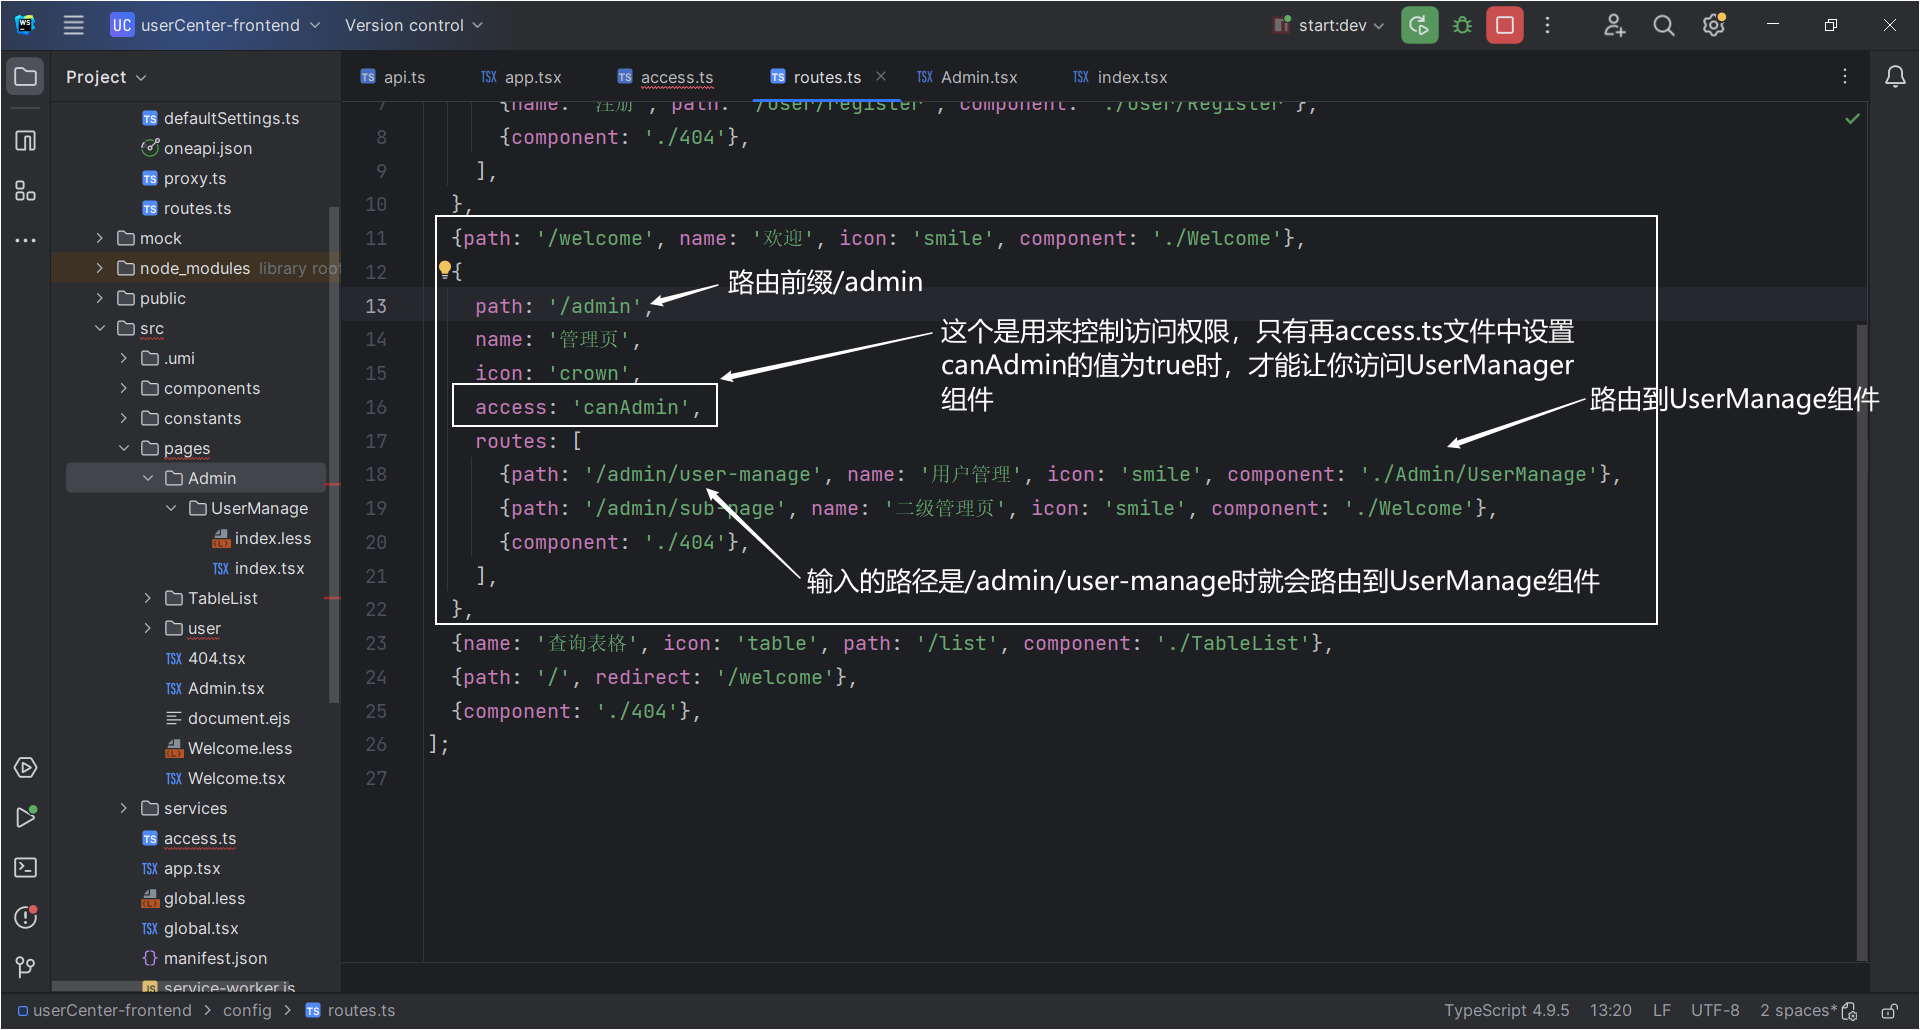 UC userCenter-frontend Version control start:dev
Project
api.ts app.tsx access.ts routes.ts Admin.tsx index.tsx
defaultSettings.ts
oneapi.json
proxy.ts
routes.ts
mock
node_modules library root
public
src
.umi
components
constants
pages
Admin
UserManage
index.less
index.tsx
TableList
user
404.tsx
Admin.tsx
document.ejs
Welcome.less
Welcome.tsx
services
access.ts
app.tsx
global.less
global.tsx
manifest.json
service-worker.js
7 {name: '注册', path: '/user/register', component: './user/Register'},
8 {component: './404'},
9 ],
10 },
11 {path: '/welcome', name: '欢迎', icon: 'smile', component: './Welcome'},
12 {
路由前缀/admin
13 path: '/admin',
14 name: '管理页',
这个是用来控制访问权限，只有再access.ts文件中设置
canAdmin的值为true时，才能让你访问UserManager
组件
15 icon: 'crown',
16 access: 'canAdmin',
路由到UserManage组件
17 routes: [
18 {path: '/admin/user-manage', name: '用户管理', icon: 'smile', component: './Admin/UserManage'},
19 {path: '/admin/sub-page', name: '二级管理页', icon: 'smile', component: './Welcome'},
20 {component: './404'},
21 ],
输入的路径是/admin/user-manage时就会路由到UserManage组件
22 },
23 {name: '查询表格', icon: 'table', path: '/list', component: './TableList'},
24 {path: '/', redirect: '/welcome'},
25 {component: './404'},
26 ];
27
userCenter-frontend > config > routes.ts TypeScript 4.9.5 13:20 LF UTF-8 2 spaces*